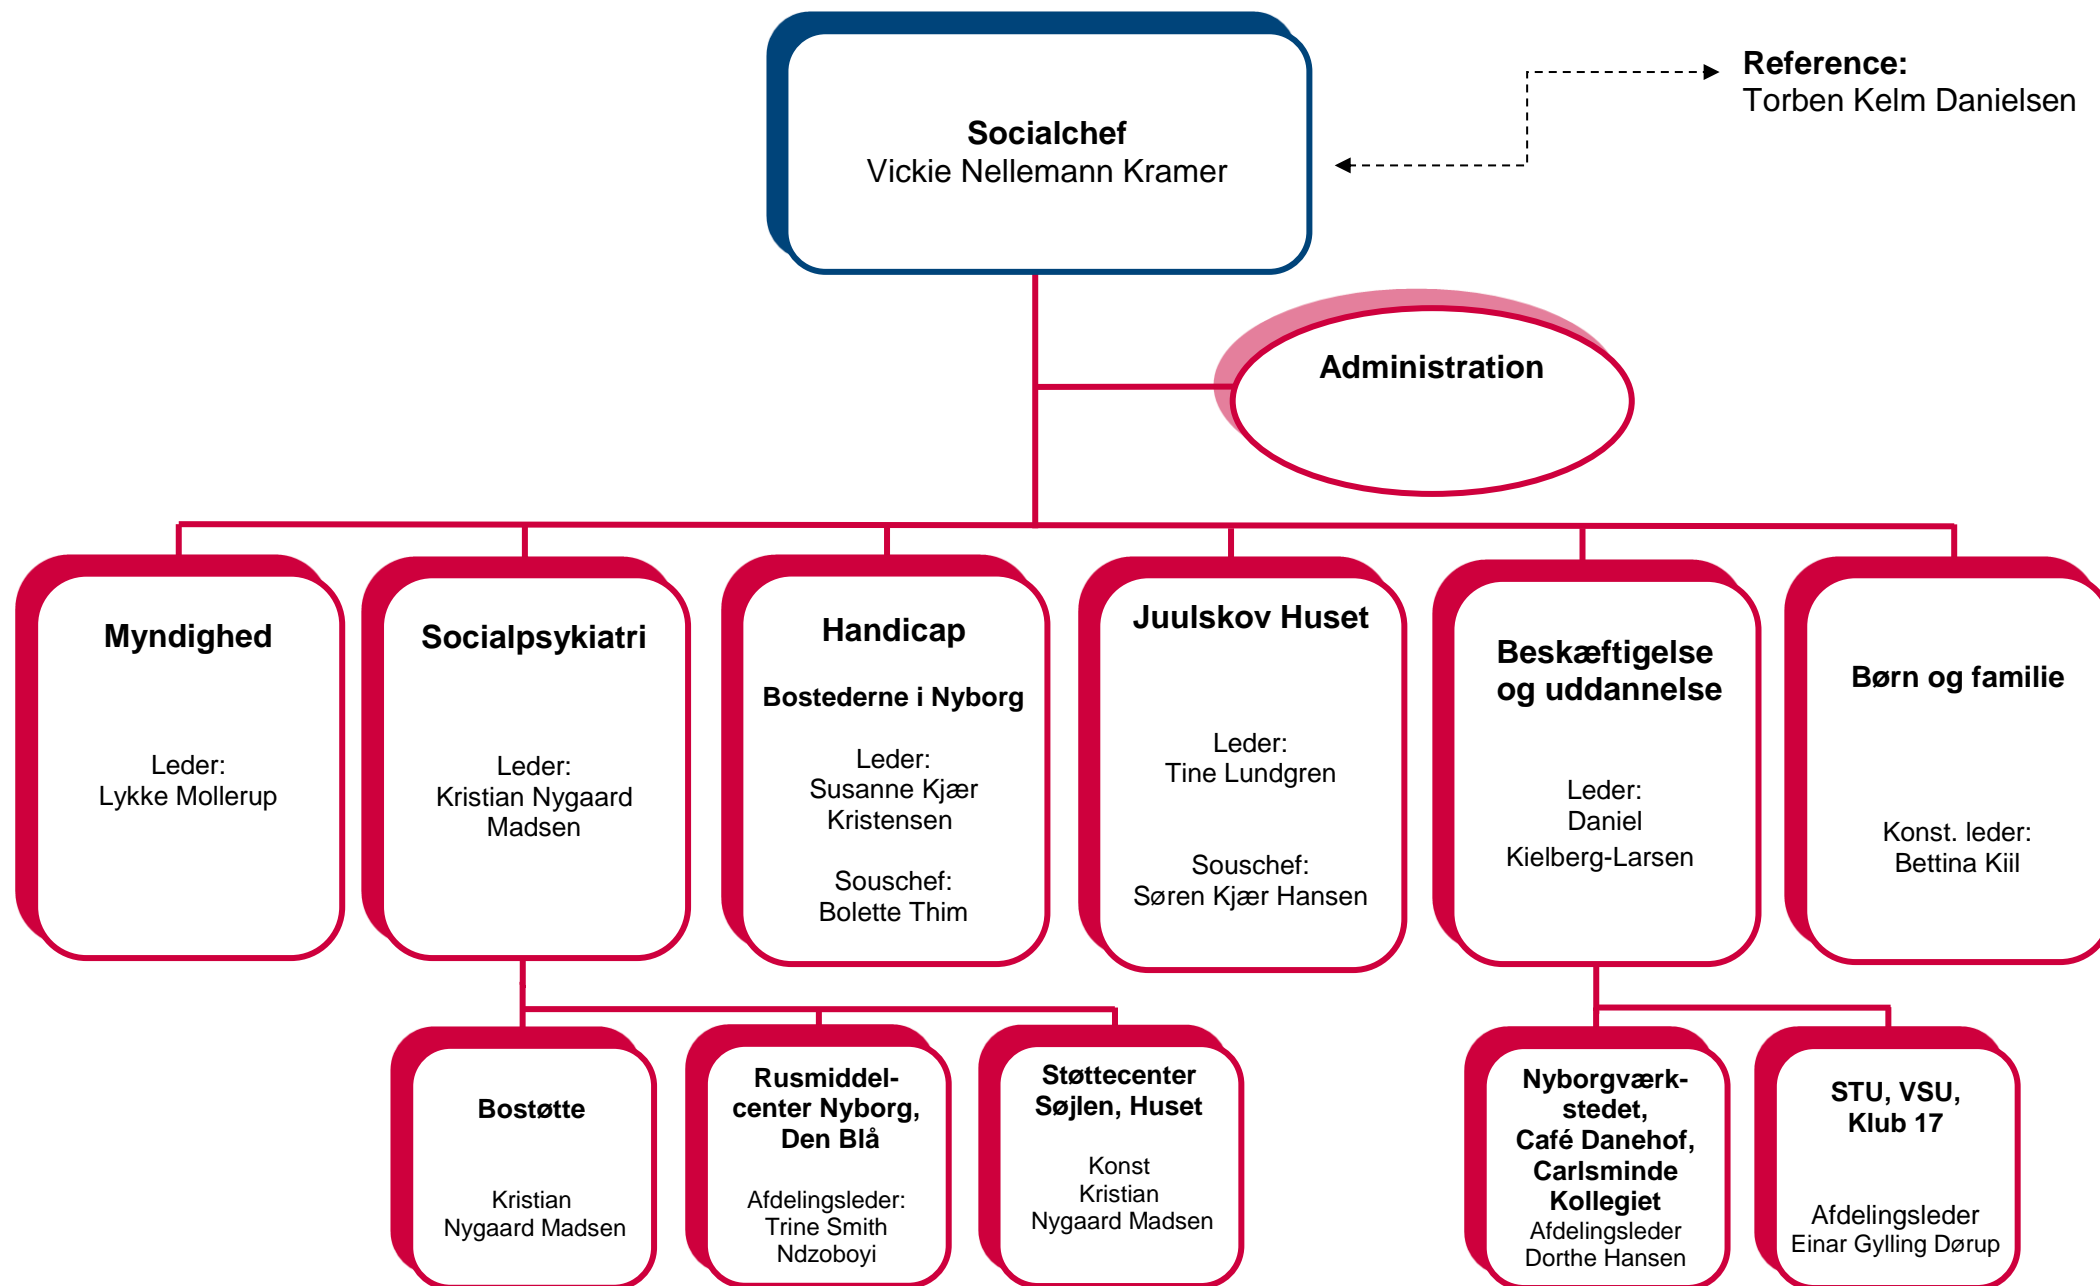 Socialchef
Vickie Nellemann Kramer
Reference:
Torben Kelm Danielsen
Administration
Myndighed
Leder:
Lykke Mollerup
Socialpsykiatri
Leder:
Kristian Nygaard
Madsen
Handicap
Bostederne i Nyborg
Leder:
Susanne Kjær
Kristensen
Souschef:
Bolette Thim
Juulskov Huset
Leder:
Tine Lundgren
Souschef:
Søren Kjær Hansen
Beskæftigelse
og uddannelse
Leder:
Daniel
Kielberg-Larsen
Børn og familie
Konst. leder:
Bettina Kiil
Bostøtte
Kristian
Nygaard Madsen
Rusmiddel-
center Nyborg,
Den Blå
Afdelingsleder:
Trine Smith
Ndzoboyi
Støttecenter
Søjlen, Huset
Konst
Kristian
Nygaard Madsen
Nyborgværk-
stedet,
Café Danehof,
Carlsminde
Kollegiet
Afdelingsleder
Dorthe Hansen
STU, VSU,
Klub 17
Afdelingsleder
Einar Gylling Dørup